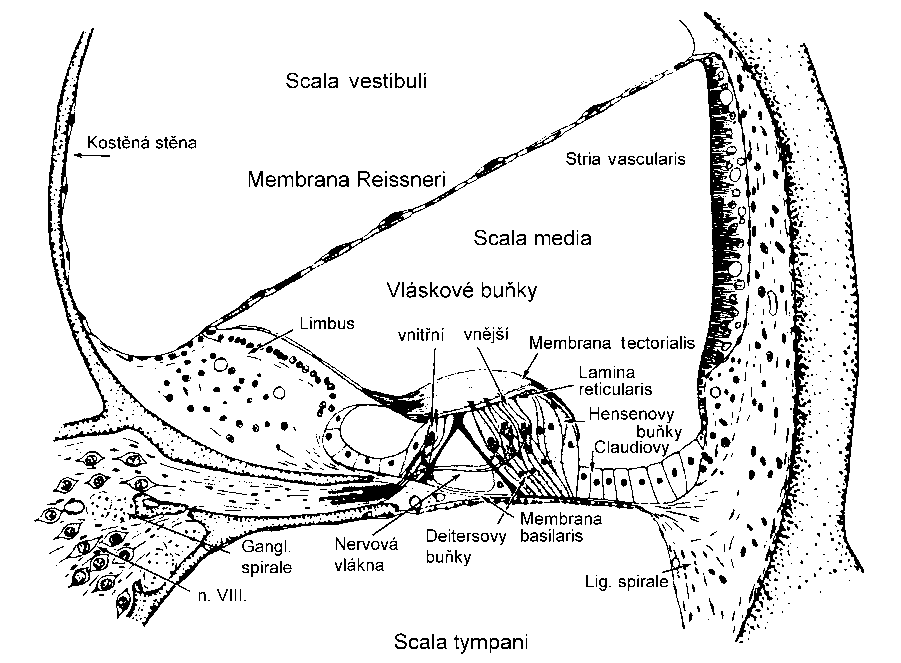 Scala vestibuli
Kostěná stěna
Stria vascularis
Membrana Reissneri
Scala media
Vláskové buňky
Limbus
vnitřní
vnější
Membrana tectorialis
Lamina
reticularis
Hensenovy
buňky
Claudiovy
Membrana
basilaris
Deitersovy
buňky
Nervová
vlákna
Gangl.
spirale
n. VIII.
Lig. spirale
Scala tympani